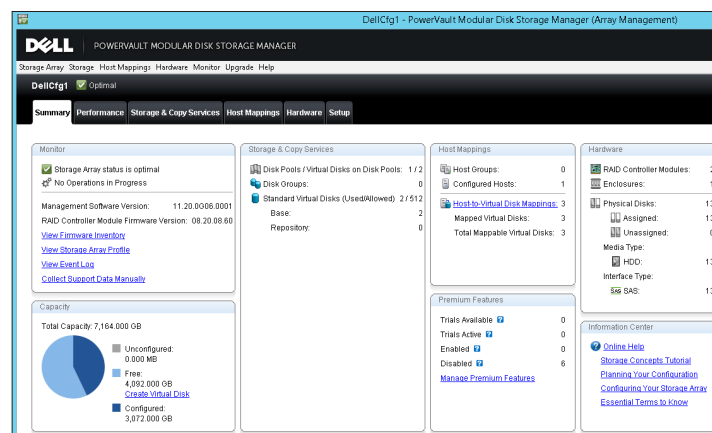 DellCfg1 - PowerVault Modular Disk Storage Manager (Array Management)
DELL POWERVAULT MODULAR DISK STORAGE MANAGER
Storage Array Storage Host Mappings Hardware Monitor Upgrade Help
DellCfg1 Optimal
Summary Performance Storage & Copy Services Host Mappings Hardware Setup
Monitor
Storage Array status is optimal
No Operations in Progress
Management Software Version: 11.20.0G06.0001
RAID Controller Module Firmware Version: 08.20.08.60
View Firmware Inventory
View Storage Array Profile
View Event Log
Collect Support Data Manually
Capacity
Total Capacity: 7,164.000 GB
Unconfigured:
0.000 MB
Free:
4,092.000 GB
Create Virtual Disk
Configured:
3,072.000 GB
Storage & Copy Services
Disk Pools / Virtual Disks on Disk Pools: 1 / 2
Disk Groups: 0
Standard Virtual Disks (Used/Allowed) 2 / 512
Base: 2
Repository: 0
Host Mappings
Host Groups: 0
Configured Hosts: 1
Host-to-Virtual Disk Mappings: 3
Mapped Virtual Disks: 3
Total Mappable Virtual Disks: 3
Premium Features
Trials Available 0
Trials Active 0
Enabled 0
Disabled 6
Manage Premium Features
Hardware
RAID Controller Modules:
Enclosures:
Physical Disks:
Assigned:
Unassigned:
Media Type:
HDD:
Interface Type:
SAS SAS:
Information Center
Online Help
Storage Concepts Tutorial
Planning Your Configuration
Configuring Your Storage Array
Essential Terms to Know